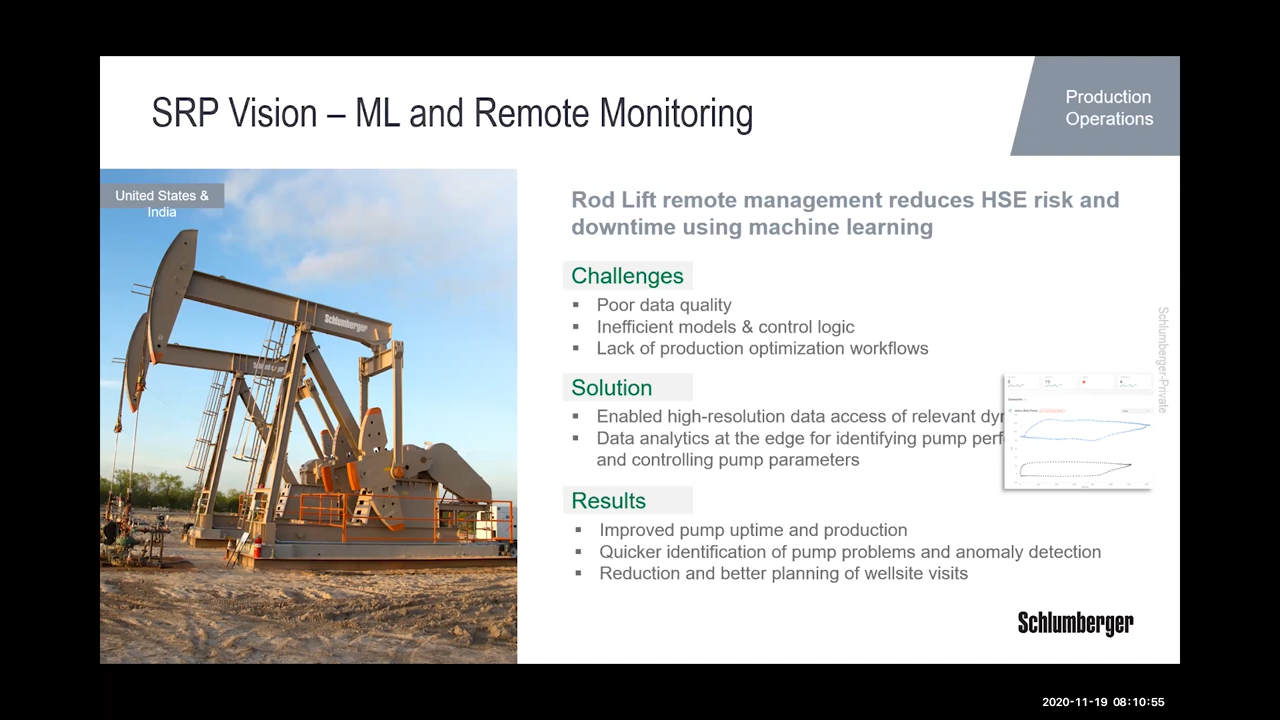 SRP Vision – ML and Remote Monitoring
Production
Operations
United States &
India
Schlumberger
Rod Lift remote management reduces HSE risk and
downtime using machine learning
Challenges
▪ Poor data quality
▪ Inefficient models & control logic
▪ Lack of production optimization workflows
Solution
▪ Enabled high-resolution data access of relevant
▪ Data analytics at the edge for identifying pump
and controlling pump parameters
Results
▪ Improved pump uptime and production
▪ Quicker identification of pump problems and anomaly detection
▪ Reduction and better planning of wellsite visits
Schlumberger-Private
Schlumberger
2020-11-19 08:10:55